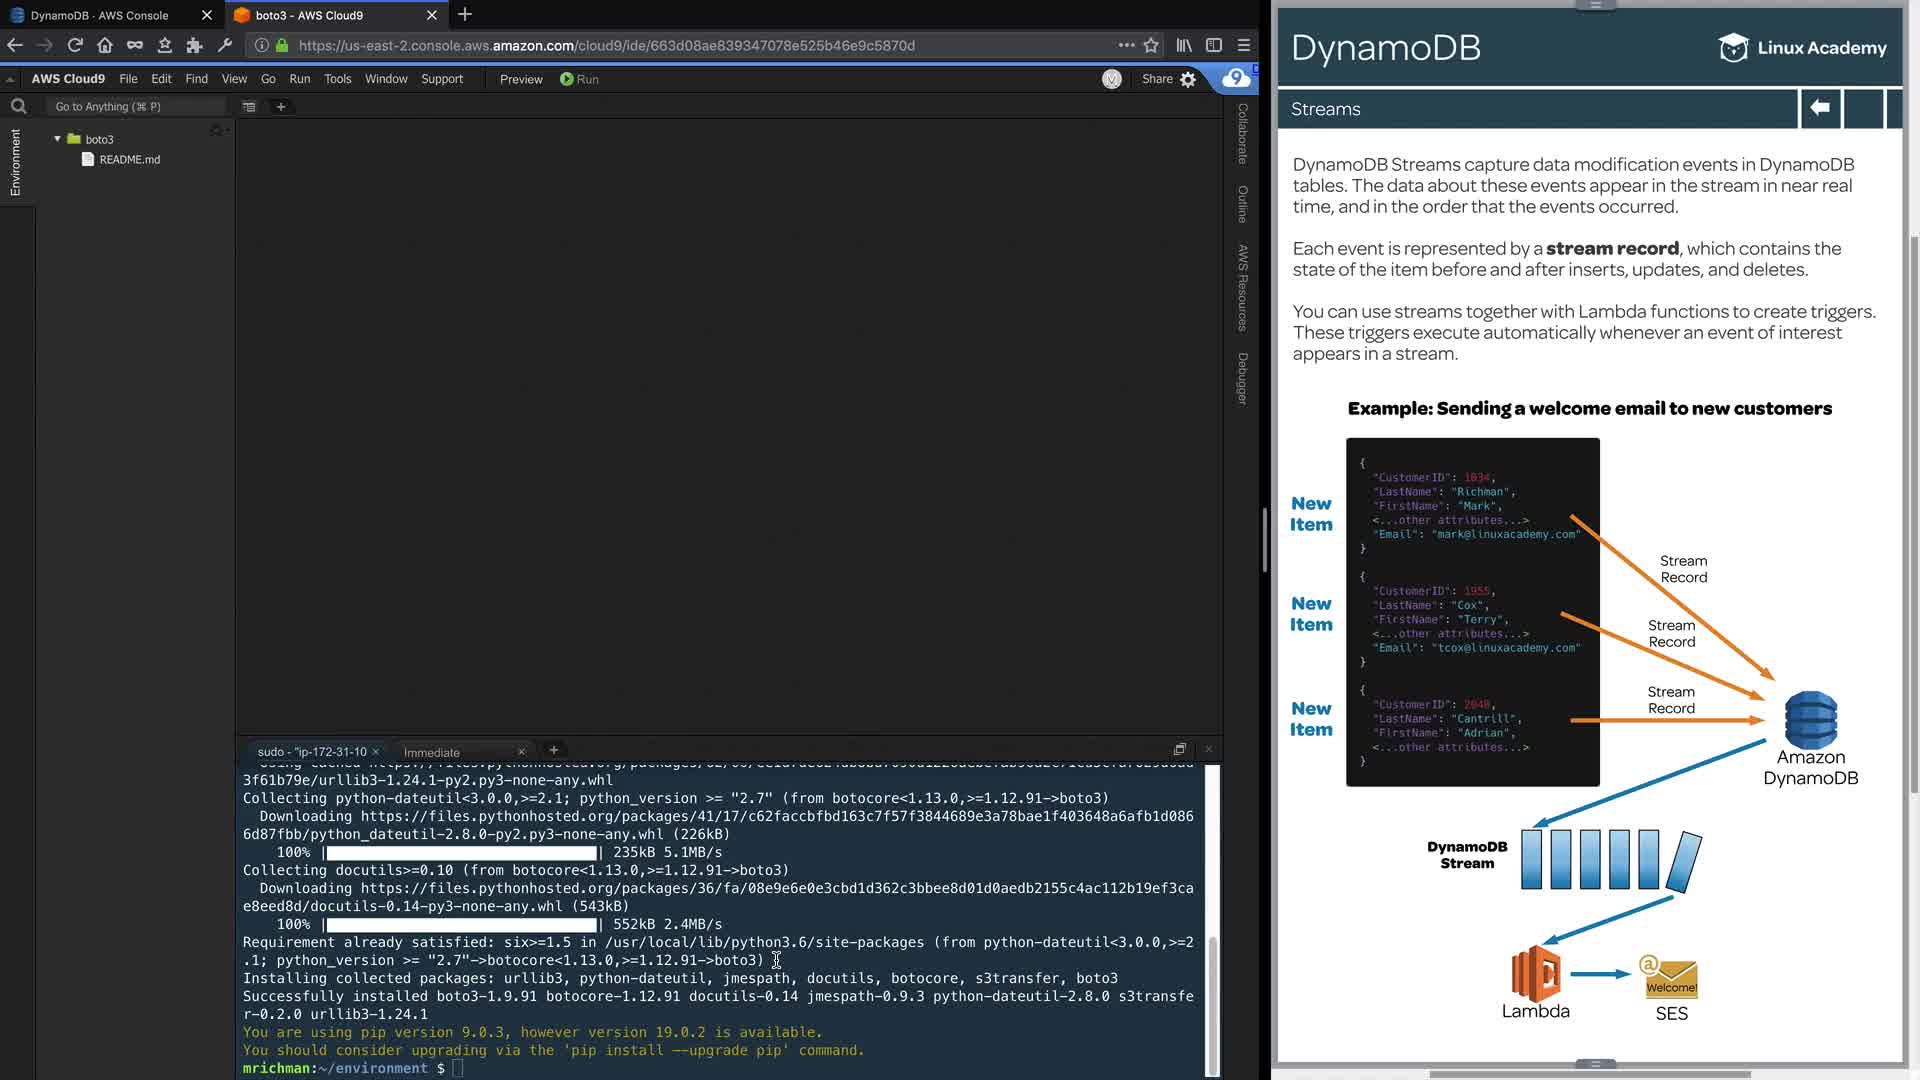 DynamoDB · AWS Console
boto3 - AWS Cloud9
https://us-east-2.console.aws.amazon.com/cloud9/ide/663d08ae839347078e525b46e9c5870d
AWS Cloud9 File Edit Find View Go Run Tools Window Support Preview Run
M Share 9
Go to Anything (⌘ P)
Environment
boto3
README.md
Collaborate
Outline
AWS Resources
Debugger
sudo - "ip-172-31-10
Immediate
3f61b79e/urllib3-1.24.1-py2.py3-none-any.whl
Collecting python-dateutil<3.0.0,>=2.1; python_version >= "2.7" (from botocore<1.13.0,>=1.12.91->boto3)
Downloading https://files.pythonhosted.org/packages/41/17/c62faccbfbd163c7f57f3844689e3a78bae1f403648a6afb1d086
6d87fbb/python_dateutil-2.8.0-py2.py3-none-any.whl (226kB)
100% | | 235kB 5.1MB/s
Collecting docutils>=0.10 (from botocore<1.13.0,>=1.12.91->boto3)
Downloading https://files.pythonhosted.org/packages/36/fa/08e9e6e0e3cbd1d362c3bbee8d01d0aedb2155c4ac112b19ef3ca
e8eed8d/docutils-0.14-py3-none-any.whl (543kB)
100% | | 552kB 2.4MB/s
Requirement already satisfied: six>=1.5 in /usr/local/lib/python3.6/site-packages (from python-dateutil<3.0.0,>=2
.1; python_version >= "2.7"->botocore<1.13.0,>=1.12.91->boto3)
Installing collected packages: urllib3, python-dateutil, jmespath, docutils, botocore, s3transfer, boto3
Successfully installed boto3-1.9.91 botocore-1.12.91 docutils-0.14 jmespath-0.9.3 python-dateutil-2.8.0 s3transfe
r-0.2.0 urllib3-1.24.1
You are using pip version 9.0.3, however version 19.0.2 is available.
You should consider upgrading via the 'pip install --upgrade pip' command.
mrichman:~/environment $
DynamoDB
Linux Academy
Streams
DynamoDB Streams capture data modification events in DynamoDB
tables. The data about these events appear in the stream in near real
time, and in the order that the events occurred.
Each event is represented by a stream record, which contains the
state of the item before and after inserts, updates, and deletes.
You can use streams together with Lambda functions to create triggers.
These triggers execute automatically whenever an event of interest
appears in a stream.
Example: Sending a welcome email to new customers
New
Item
{
"CustomerID": 1034,
"LastName": "Richman",
"FirstName": "Mark",
<...other attributes...>
"Email": "mark@linuxacademy.com"
}
Stream
Record
New
Item
{
"CustomerID": 1955,
"LastName": "Cox",
"FirstName": "Terry",
<...other attributes...>
"Email": "tcox@linuxacademy.com"
}
Stream
Record
New
Item
{
"CustomerID": 2048,
"LastName": "Cantrill",
"FirstName": "Adrian",
<...other attributes...>
}
Stream
Record
Amazon
DynamoDB
DynamoDB
Stream
Lambda
@
Welcome!
SES